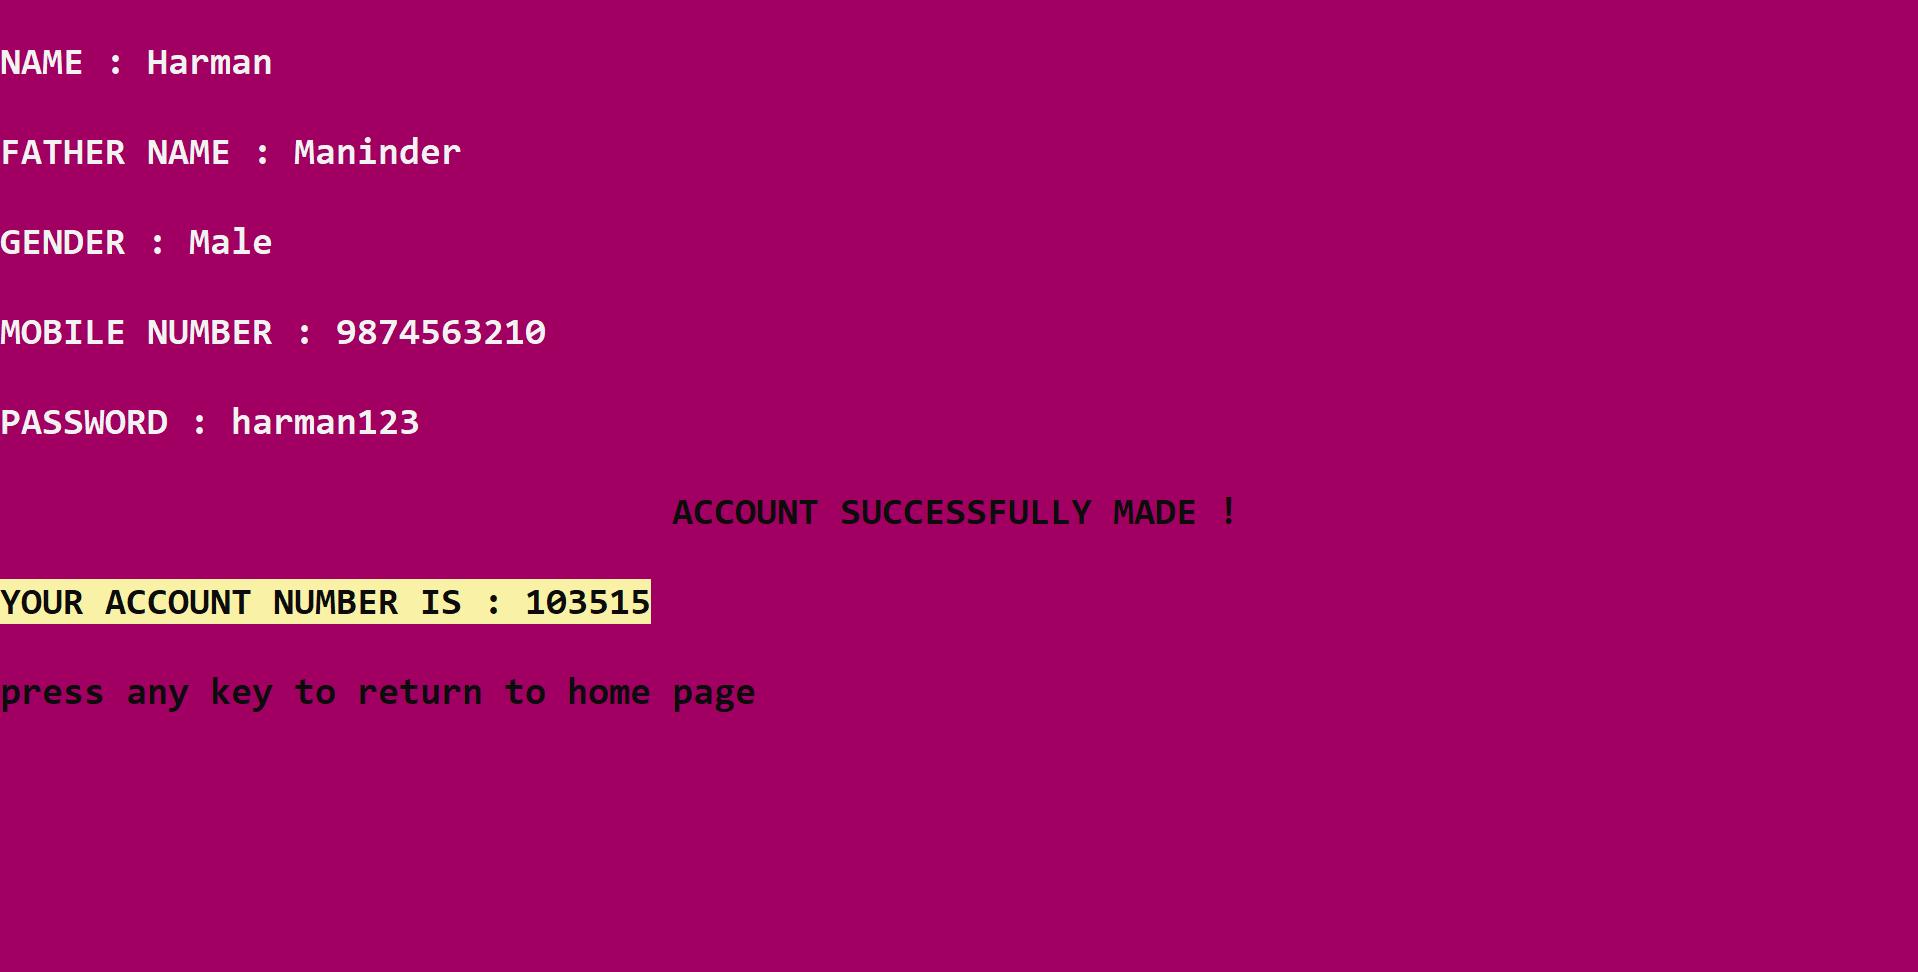 NAME : Harman
FATHER NAME : Maninder
GENDER : Male
MOBILE NUMBER : 9874563210
PASSWORD : harman123
ACCOUNT SUCCESSFULLY MADE !
YOUR ACCOUNT NUMBER IS : 103515
press any key to return to home page